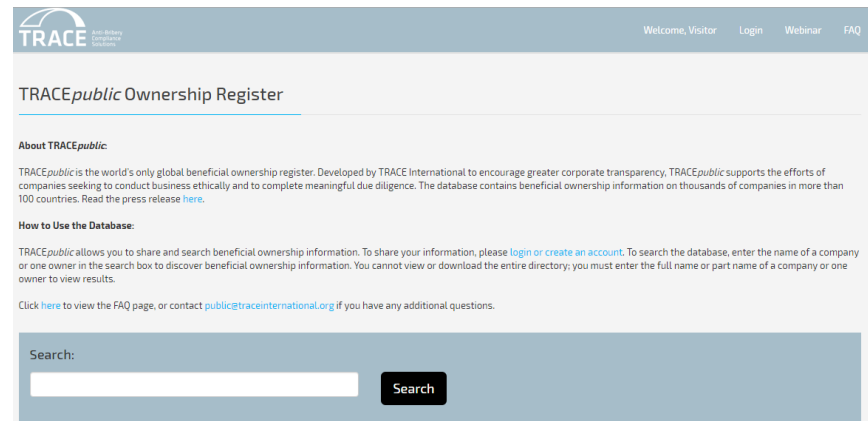 TRACE Anti-Bribery
Compliance
Solutions
Welcome, Visitor Login Webinar FAQ
TRACEpublic Ownership Register
About TRACEpublic:
TRACEpublic is the world's only global beneficial ownership register. Developed by TRACE International to encourage greater corporate transparency, TRACEpublic supports the efforts of
companies seeking to conduct business ethically and to complete meaningful due diligence. The database contains beneficial ownership information on thousands of companies in more than
100 countries. Read the press release here.
How to Use the Database:
TRACEpublic allows you to share and search beneficial ownership information. To share your information, please login or create an account. To search the database, enter the name of a company
or one owner in the search box to discover beneficial ownership information. You cannot view or download the entire directory; you must enter the full name or part name of a company or one
owner to view results.
Click here to view the FAQ page, or contact public@traceinternational.org if you have any additional questions.
Search:
Search